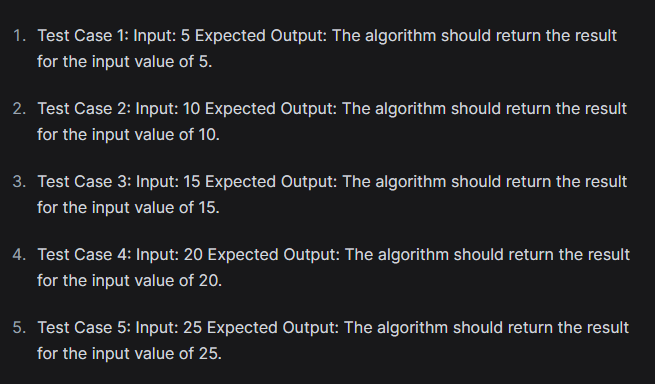 1. Test Case 1: Input: 5 Expected Output: The algorithm should return the result
for the input value of 5.
2. Test Case 2: Input: 10 Expected Output: The algorithm should return the result
for the input value of 10.
3. Test Case 3: Input: 15 Expected Output: The algorithm should return the result
for the input value of 15.
4. Test Case 4: Input: 20 Expected Output: The algorithm should return the result
for the input value of 20.
5. Test Case 5: Input: 25 Expected Output: The algorithm should return the result
for the input value of 25.